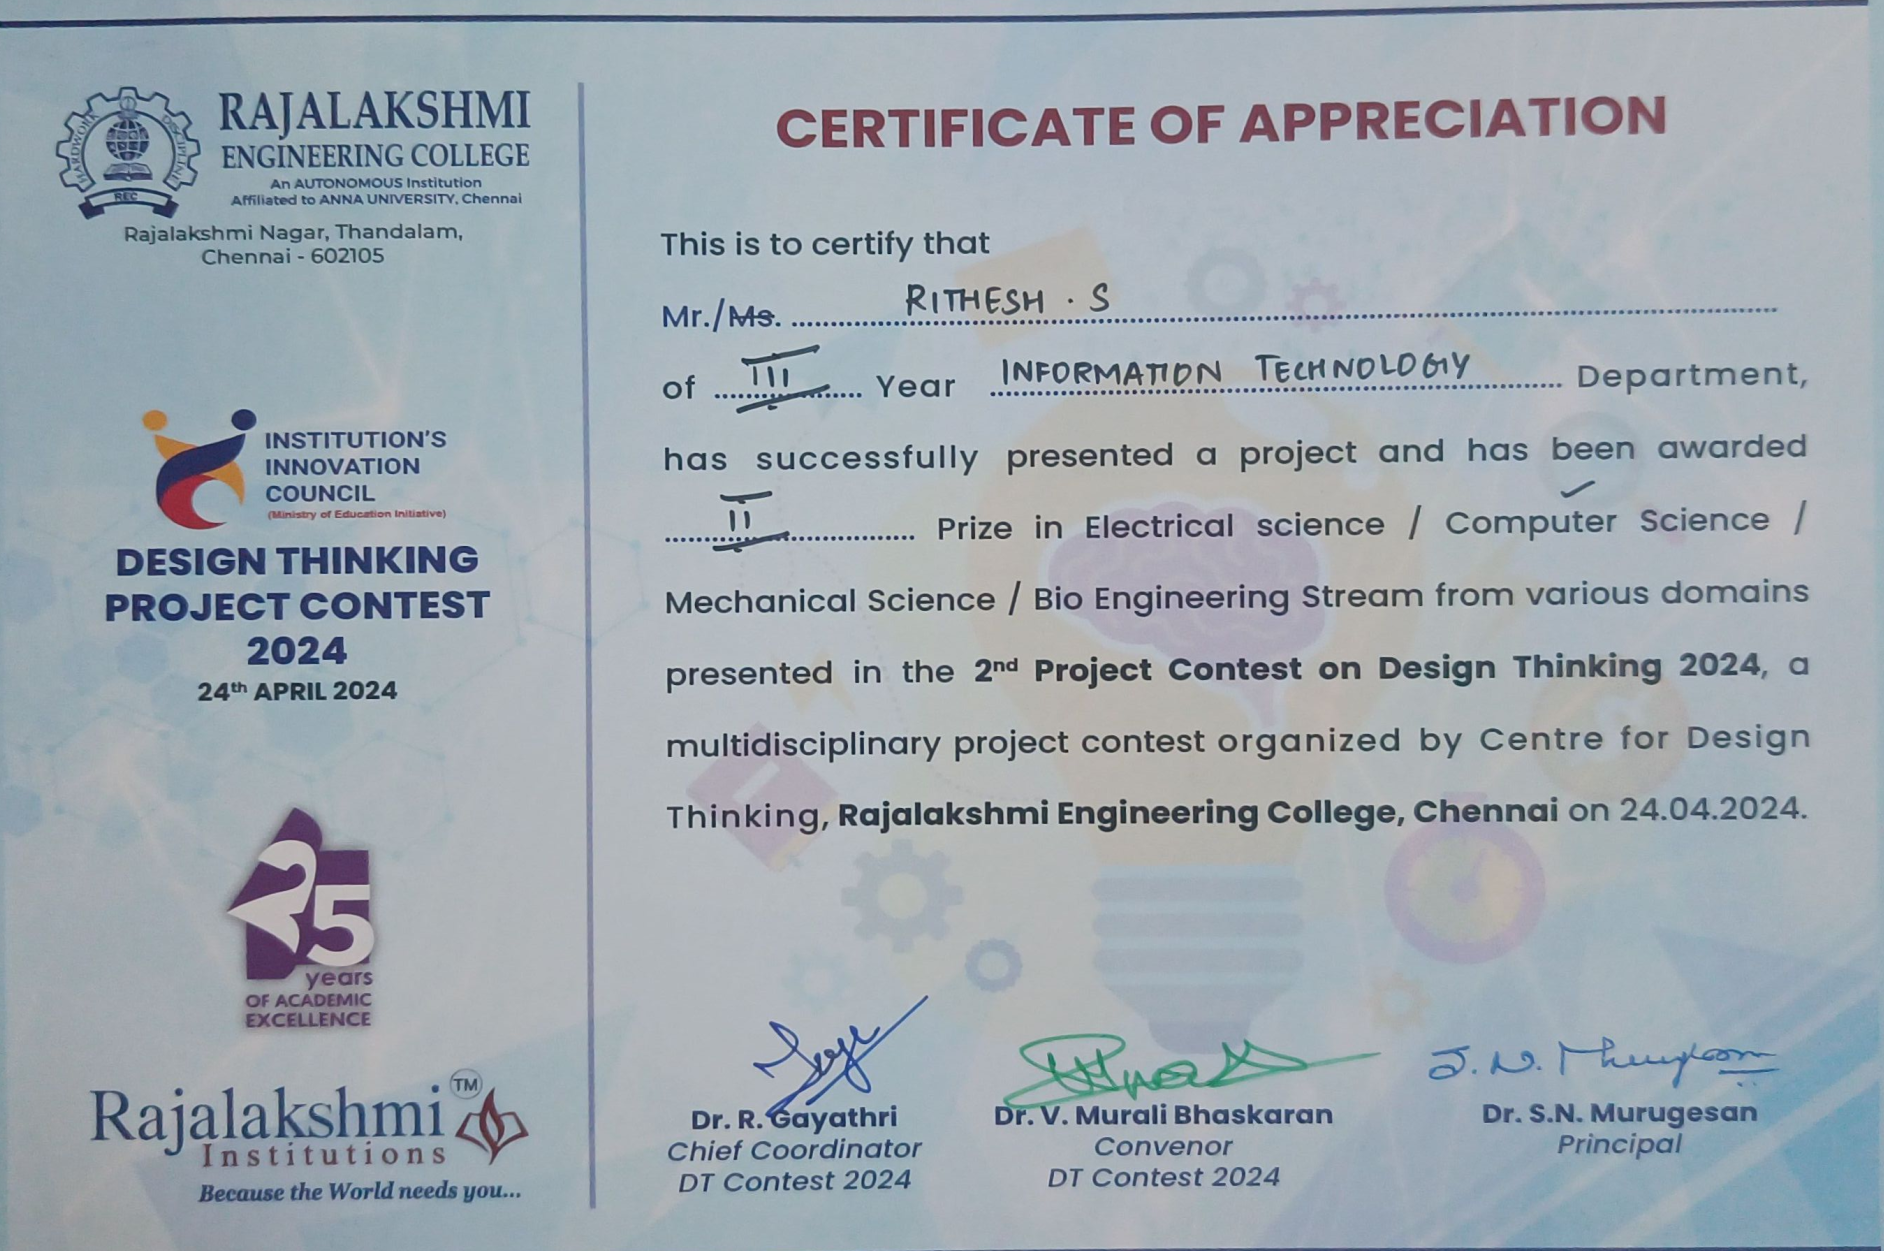 RAJALAKSHMI
ENGINEERING COLLEGE
An AUTONOMOUS Institution
Affiliated to ANNA UNIVERSITY, Chennai
Rajalakshmi Nagar, Thandalam,
Chennai - 602105
HARDWORK
DISCIPLINE
REC
INSTITUTION'S
INNOVATION
COUNCIL
(Ministry of Education Initiative)
DESIGN THINKING
PROJECT CONTEST
2024
24th APRIL 2024
25
years
OF ACADEMIC
EXCELLENCE
Rajalakshmi TM
Institutions
Because the World needs you...
CERTIFICATE OF APPRECIATION
This is to certify that
Mr./Ms. RITHESH . S
of III Year INFORMATION TECHNOLOGY Department,
has successfully presented a project and has been awarded
II Prize in Electrical science / Computer Science /
Mechanical Science / Bio Engineering Stream from various domains
presented in the 2nd Project Contest on Design Thinking 2024, a
multidisciplinary project contest organized by Centre for Design
Thinking, Rajalakshmi Engineering College, Chennai on 24.04.2024.
Dr. R. Gayathri
Chief Coordinator
DT Contest 2024
Dr. V. Murali Bhaskaran
Convenor
DT Contest 2024
Dr. S.N. Murugesan
Principal